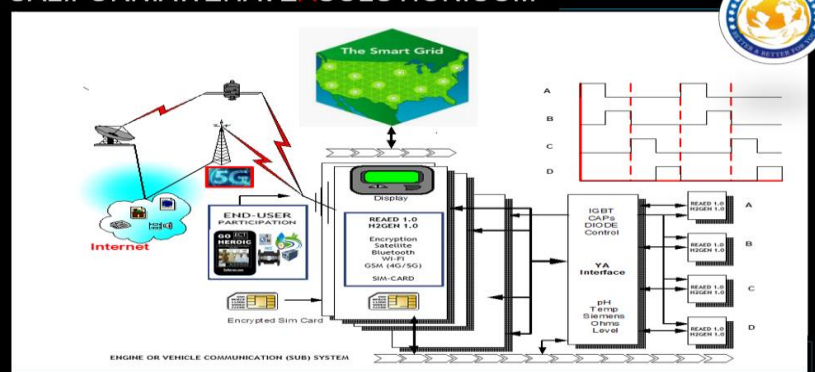 The Smart Grid
A
B
C
D
5G
Internet
END-USER
PARTICIPATION
GO
HEROIC
Display
REAED 1.0
H2GEN 1.0
Encryption
Satellite
Bluetooth
WI-FI
GSM (4G/5G)
SIM-CARD
Encrypted Sim Card
IGBT
CAPs
DIODE
Control
YA
Interface
pH
Temp
Siemens
Ohms
Level
REAED 1.0
H2GEN 1.0
A
REAED 1.0
H2GEN 1.0
B
REAED 1.0
H2GEN 1.0
C
REAED 1.0
H2GEN 1.0
D
ENGINE OR VEHICLE COMMUNICATION (SUB) SYSTEM